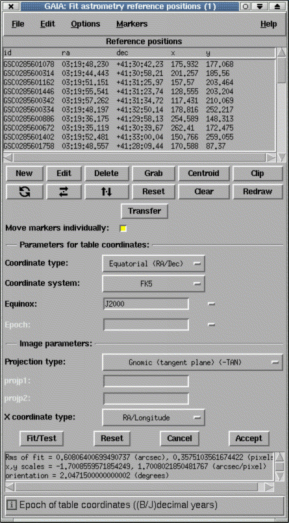 GAIA: Fit astrometry reference positions (1)
File Edit Options Markers Help
Reference positions
id ra dec x y
GSC0285601078 03:19:48,230 +41:30:42,23 175,932 177,068
GSC0285600334 03:19:44,443 +41:30:58,21 201,257 185,56
GSC0285601162 03:19:51,151 +41:31:25,97 157,57 203,464
GSC0285601446 03:19:55,541 +41:31:23,74 128,555 203,204
GSC0285600342 03:19:57,262 +41:31:34,72 117,431 210,069
GSC0285600334 03:19:48,197 +41:32:50,14 178,816 252,217
GSC0285600886 03:19:36,175 +41:29:58,13 254,589 148,313
GSC0285600672 03:19:35,119 +41:30:39,67 262,41 172,475
GSC0285601402 03:19:52,481 +41:33:00,04 150,766 259,055
GSC0285601758 03:19:48,557 +41:28:09,44 170,588 87,37
New Edit Delete Grab Centroid Clip
Reset Clear Redraw
Transfer
Move markers individually:
Parameters for table coordinates:
Coordinate type: Equatorial (RA/Dec)
Coordinate system: FK5
Equinox: J2000
Epoch:
Image parameters:
Projection type: Gnomic (tangent plane) (-TAN)
projp1:
projp2:
X coordinate type: RA/Longitude
Fit/Test Reset Cancel Accept
Rms of fit = 0,60806400699490737 (arcsec), 0,3575103561674422 (pixels
x,y scales = -1,7008559571854249, 1,7008021850481767 (arcsec/pixel)
orientation = 2,0471500000000002 (degrees)
Epoch of table coordinates ((B/J)decimal years)